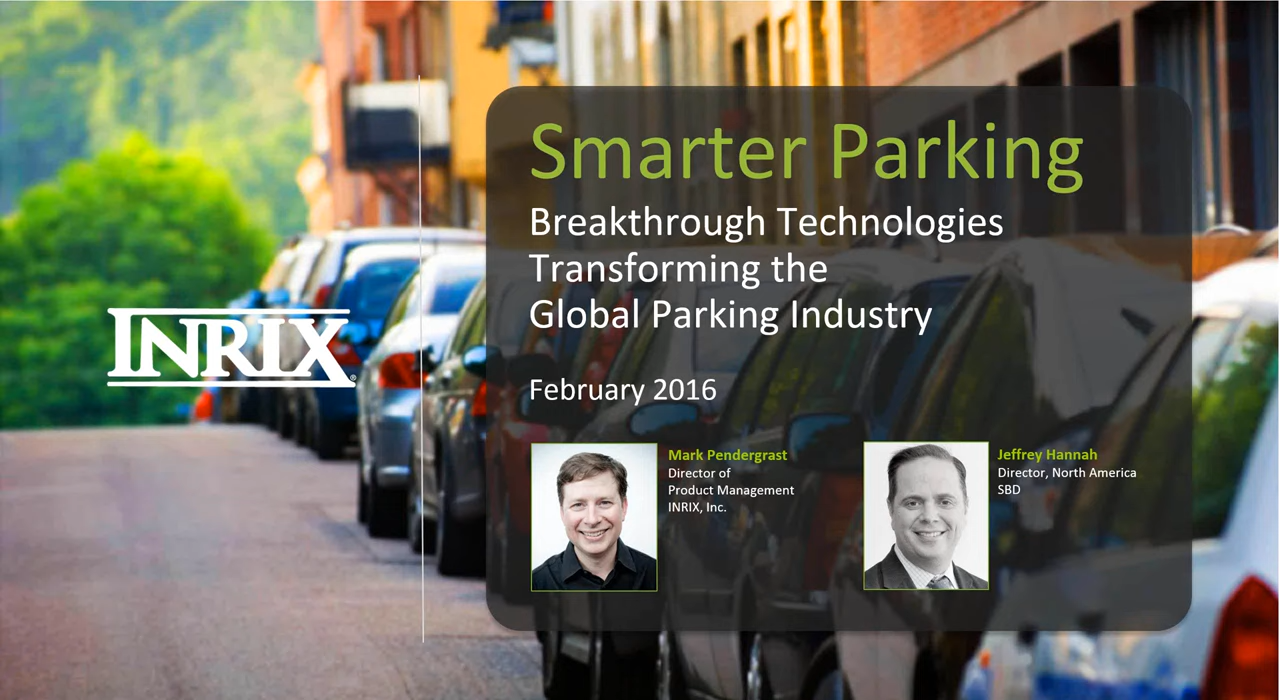 INRIX®
Smarter Parking
Breakthrough Technologies
Transforming the
Global Parking Industry
February 2016
Mark Pendergrast
Director of
Product Management
INRIX, Inc.
Jeffrey Hannah
Director, North America
SBD